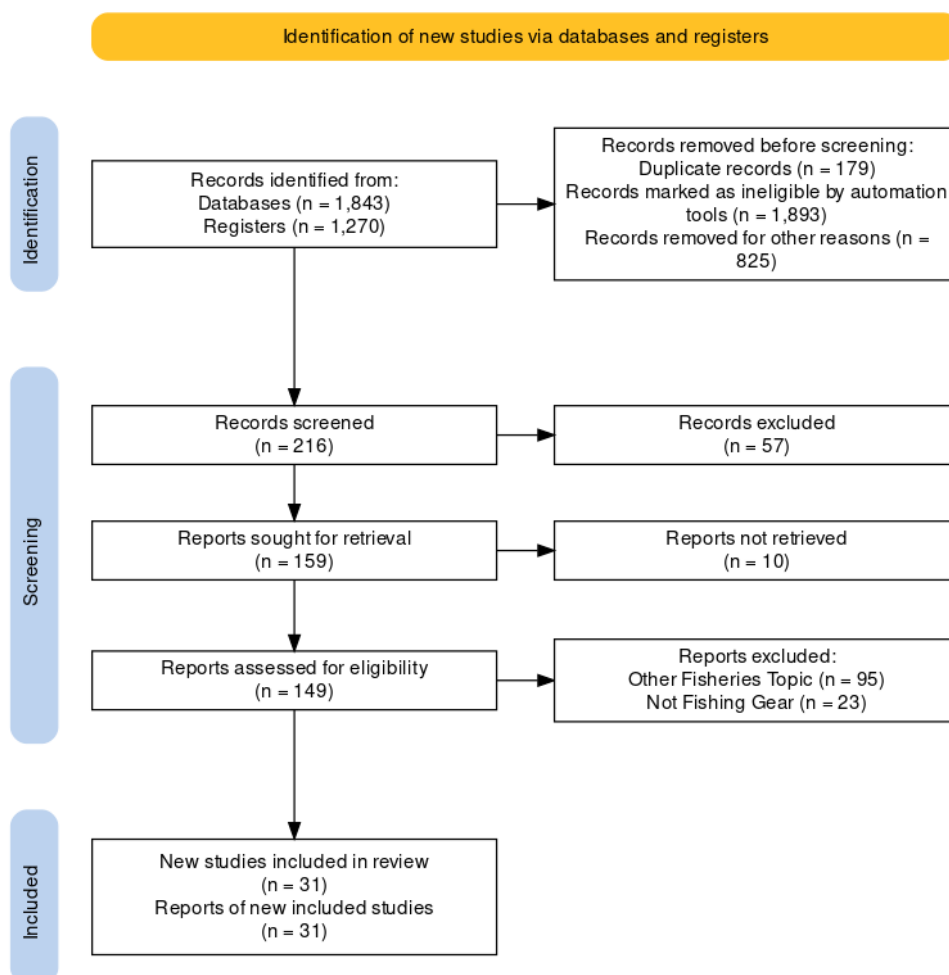 Identification of new studies via databases and registers
Identification
Records identified from:
Databases (n = 1,843)
Registers (n = 1,270)
Records removed before screening:
Duplicate records (n = 179)
Records marked as ineligible by automation
tools (n = 1,893)
Records removed for other reasons (n =
825)
Screening
Records screened
(n = 216)
Records excluded
(n = 57)
Reports sought for retrieval
(n = 159)
Reports not retrieved
(n = 10)
Reports assessed for eligibility
(n = 149)
Reports excluded:
Other Fisheries Topic (n = 95)
Not Fishing Gear (n = 23)
Included
New studies included in review
(n = 31)
Reports of new included studies
(n = 31)